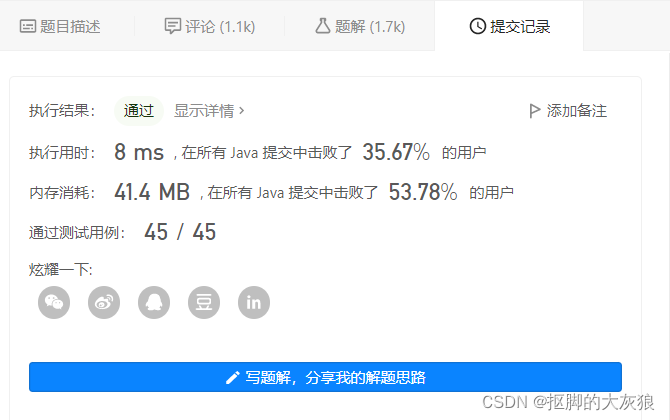 题目描述 评论 (1.1k) 题解 (1.7k) 提交记录
执行结果： 通过 显示详情 > 添加备注
执行用时： 8 ms , 在所有 Java 提交中击败了 35.67% 的用户
内存消耗： 41.4 MB , 在所有 Java 提交中击败了 53.78% 的用户
通过测试用例： 45 / 45
炫耀一下:
豆 in
写题解，分享我的解题思路
CSDN @抠脚的大灰狼